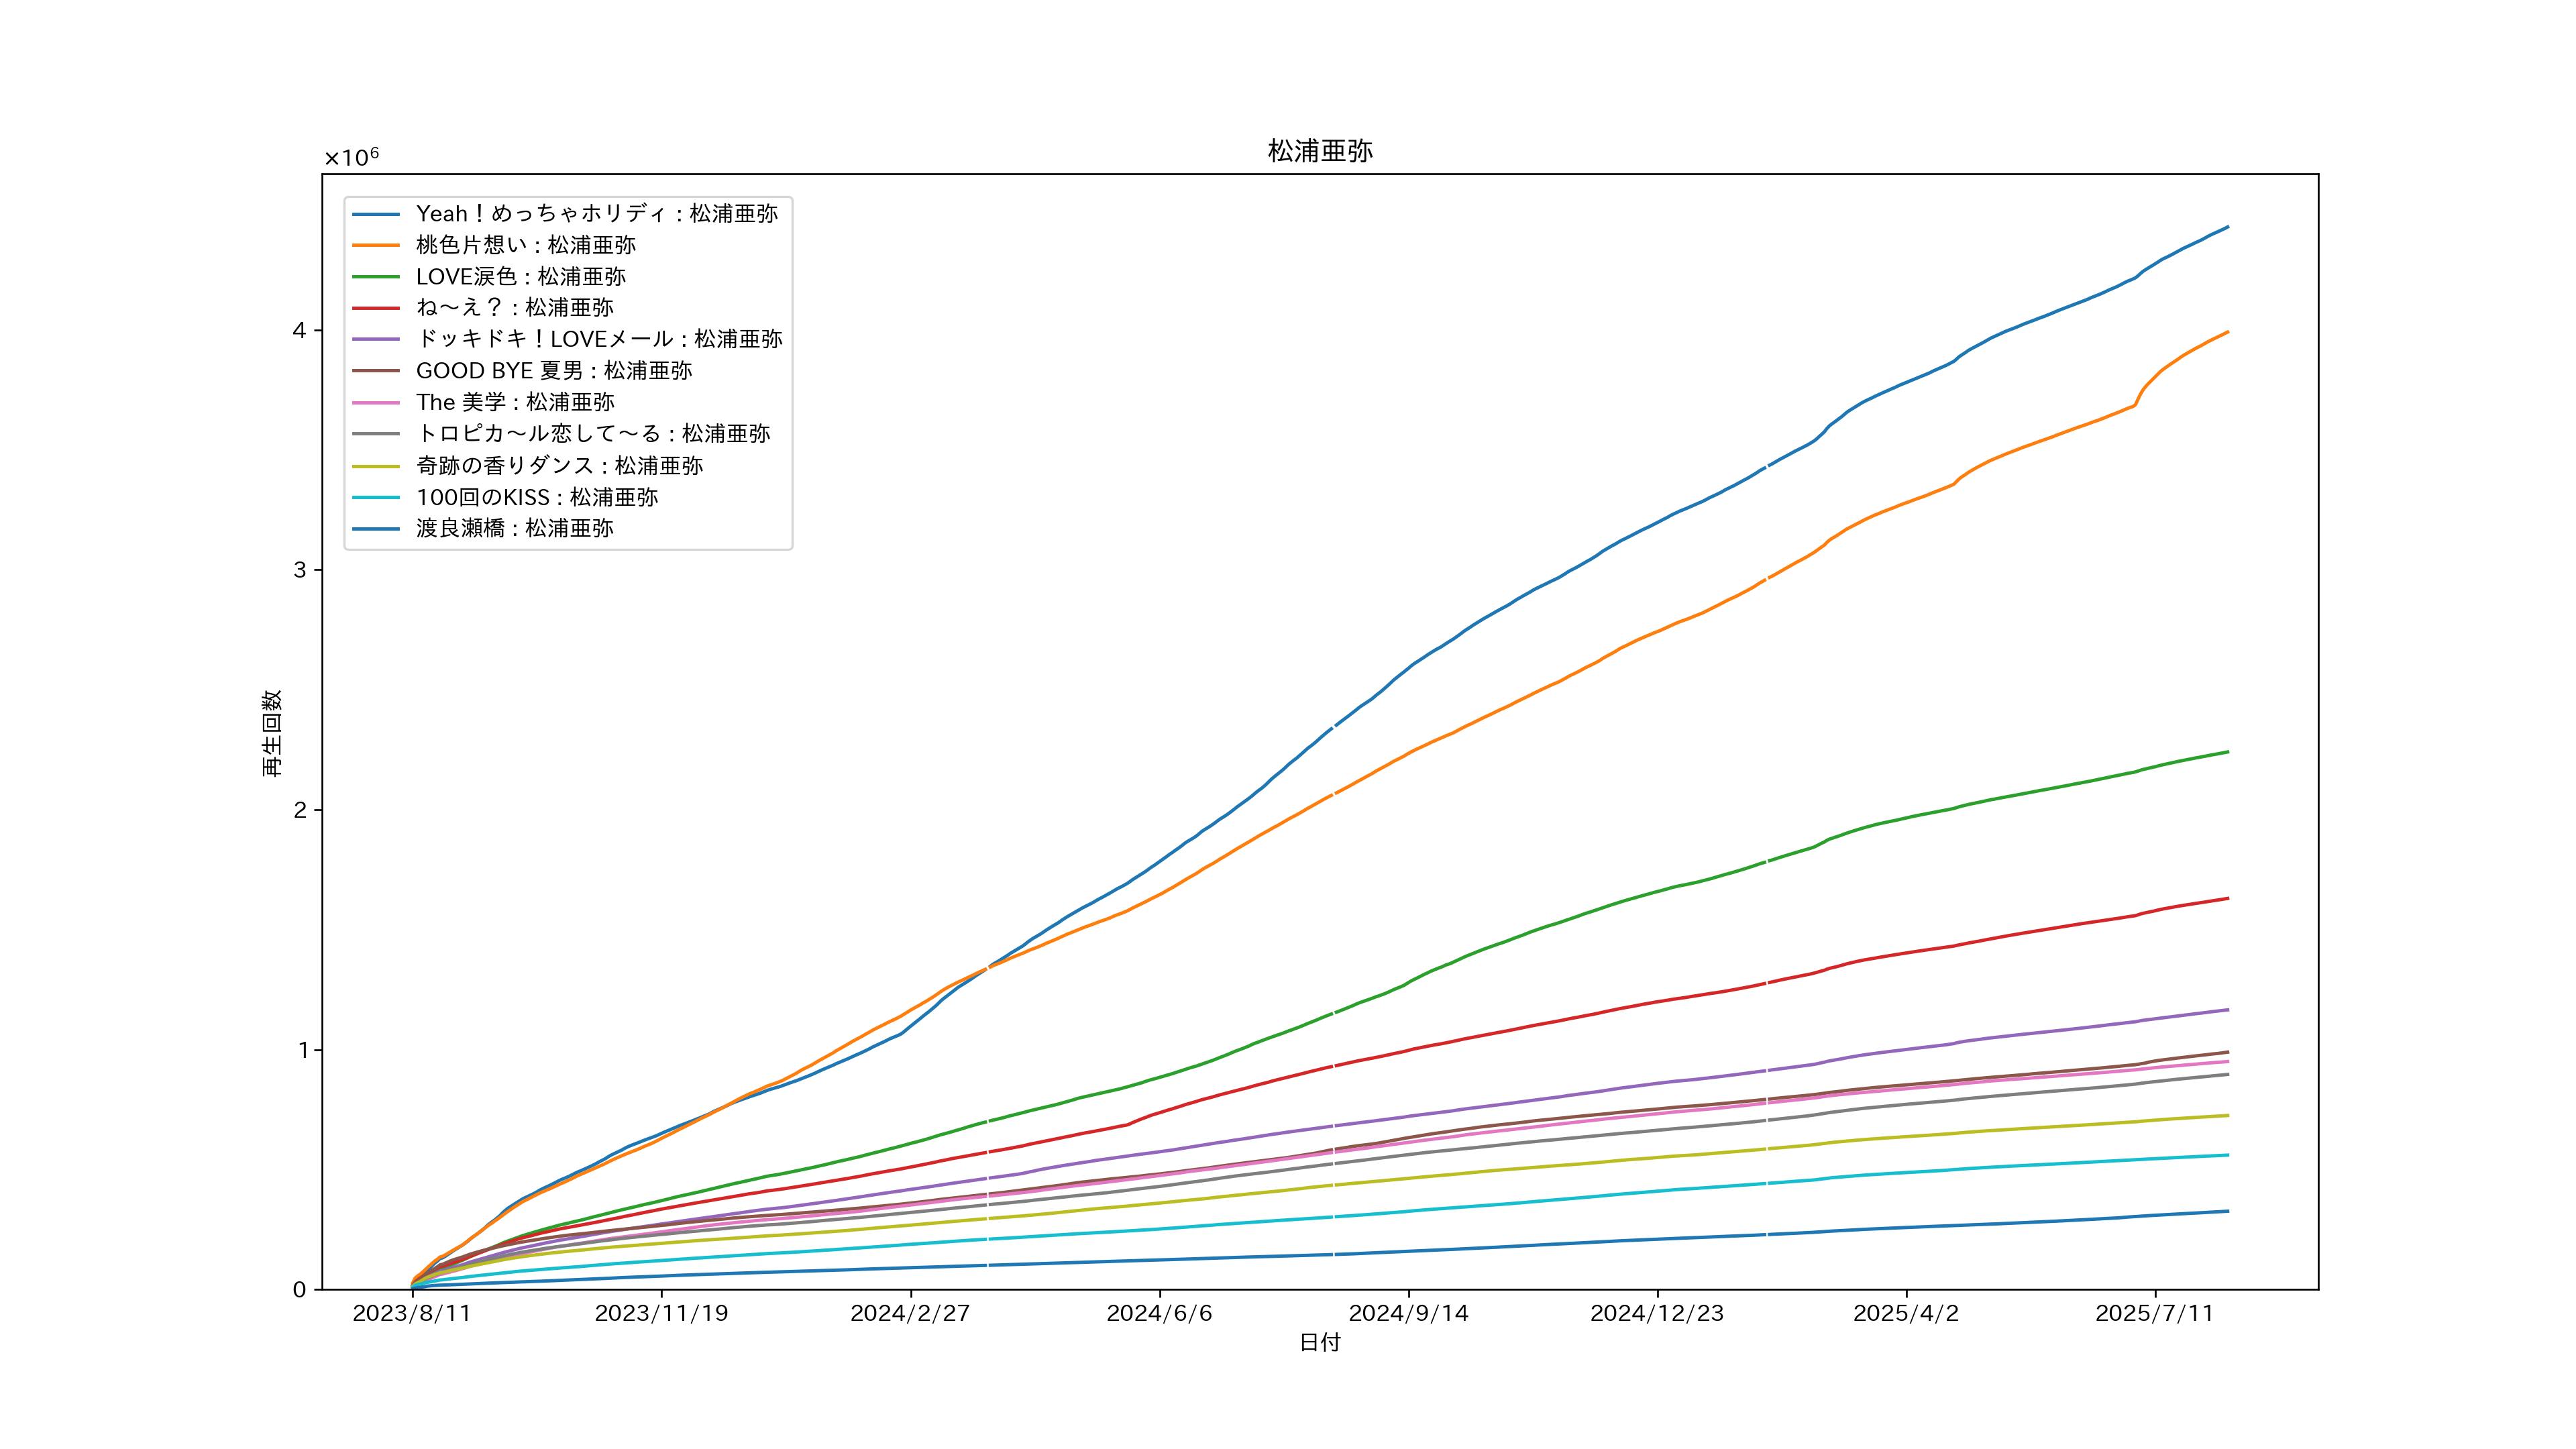 松浦亜弥
×10⁶
Yeah！めっちゃホリディ : 松浦亜弥
桃色片想い : 松浦亜弥
LOVE涙色 : 松浦亜弥
ね〜え？ : 松浦亜弥
ドッキドキ！LOVEメール : 松浦亜弥
GOOD BYE 夏男 : 松浦亜弥
The 美学 : 松浦亜弥
トロピカ〜ル恋して〜る : 松浦亜弥
奇跡の香りダンス : 松浦亜弥
100回のKISS : 松浦亜弥
渡良瀬橋 : 松浦亜弥
4
3
2
1
0
再生回数
2023/8/11
2023/11/19
2024/2/27
2024/6/6
2024/9/14
2024/12/23
2025/4/2
2025/7/11
日付